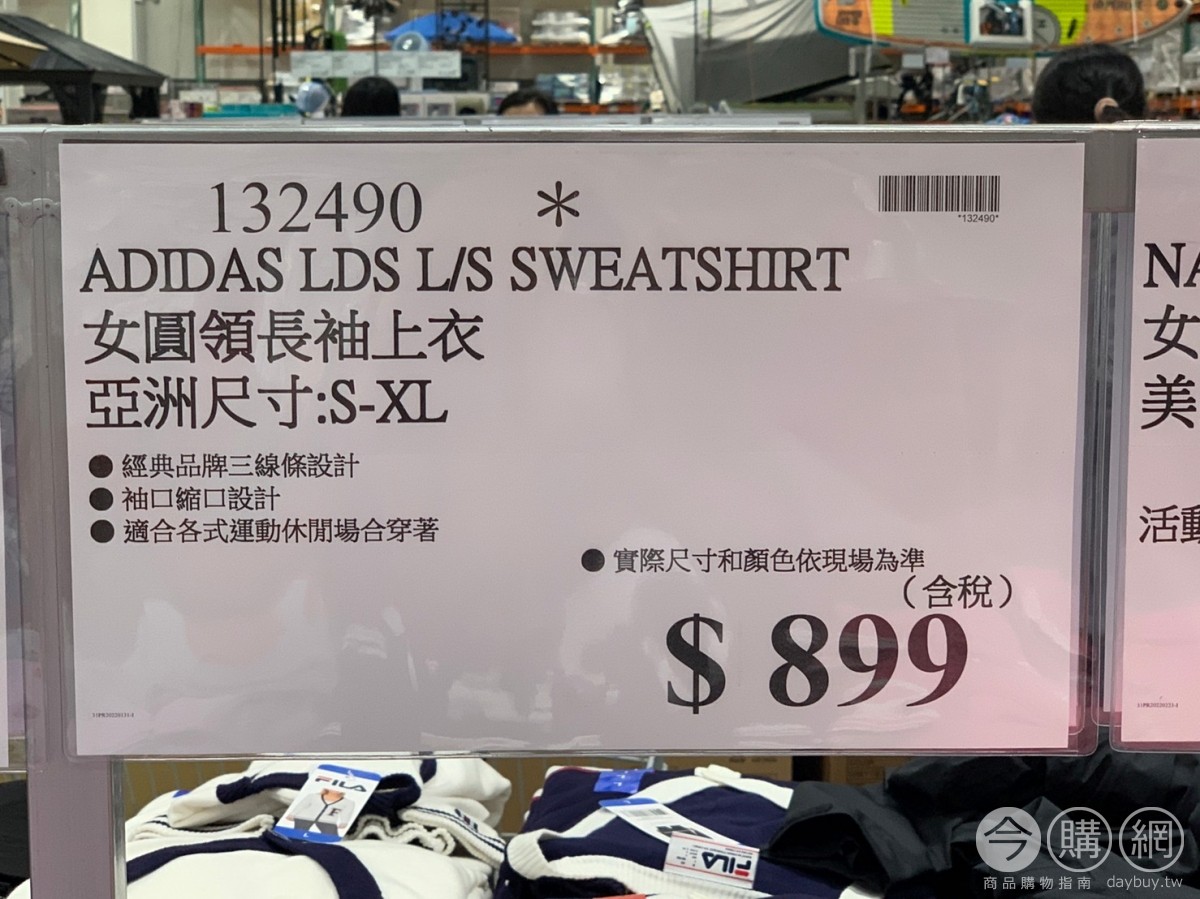 132490 *
*132490*
ADIDAS LDS L/S SWEATSHIRT
女圓領長袖上衣
亞洲尺寸:S-XL
● 經典品牌三線條設計
● 袖口縮口設計
● 適合各式運動休閒場合穿著
● 實際尺寸和顏色依現場為準
（含稅）
$ 899
NA
女
美
活動
FILA
F
FILA
今購網
商品購物指南 daybuy.tw